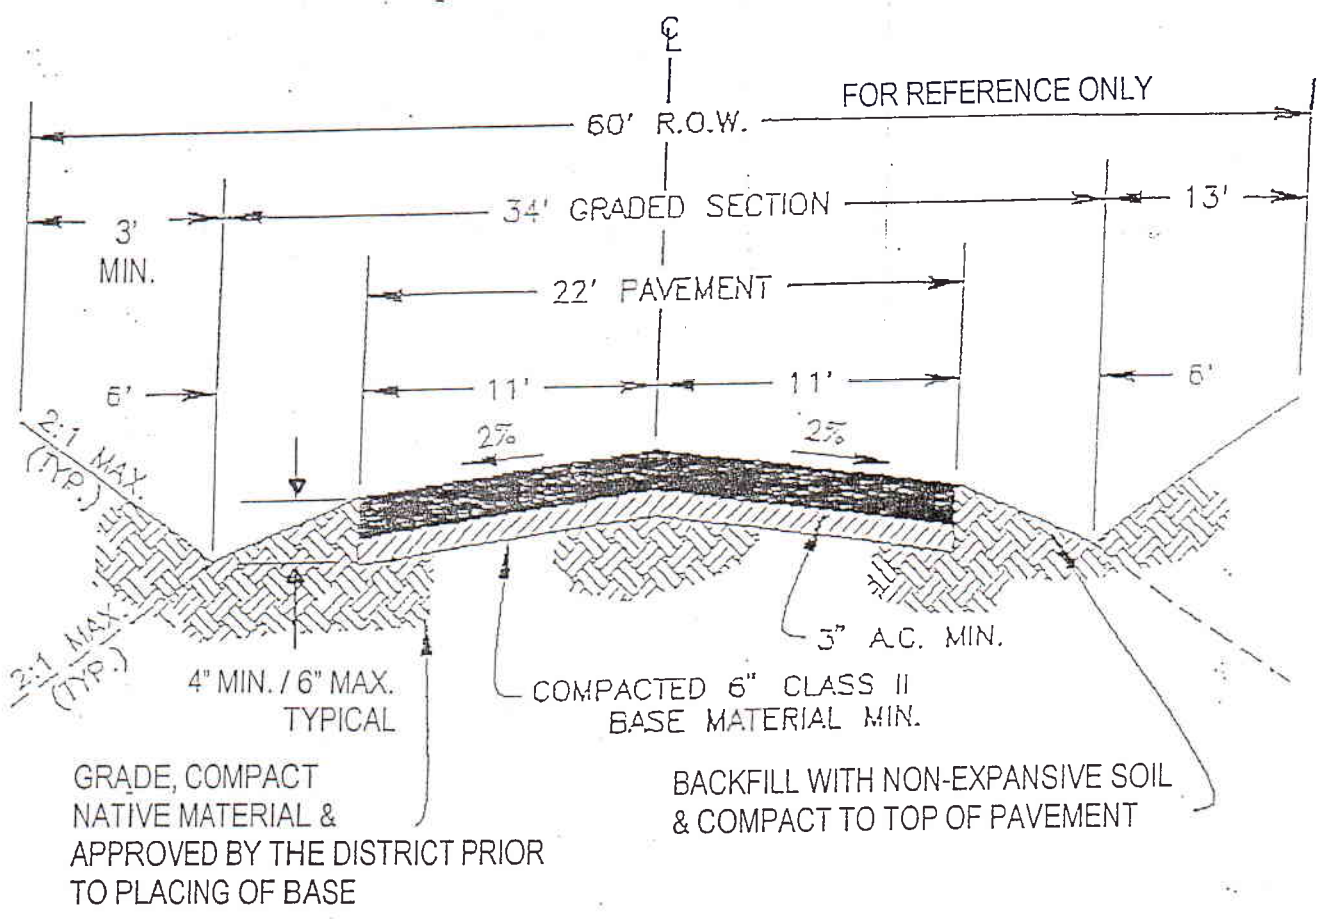 ℄
FOR REFERENCE ONLY
60' R.O.W.
34' GRADED SECTION
13'
3'
MIN.
22' PAVEMENT
6'
11'
11'
6'
2%
2%
2:1 MAX.
(TYP.)
2:1 MAX.
(TYP.)
3" A.C. MIN.
4" MIN. / 6" MAX.
TYPICAL
COMPACTED 6" CLASS II
BASE MATERIAL MIN.
GRADE, COMPACT
NATIVE MATERIAL &
APPROVED BY THE DISTRICT PRIOR
TO PLACING OF BASE
BACKFILL WITH NON-EXPANSIVE SOIL
& COMPACT TO TOP OF PAVEMENT